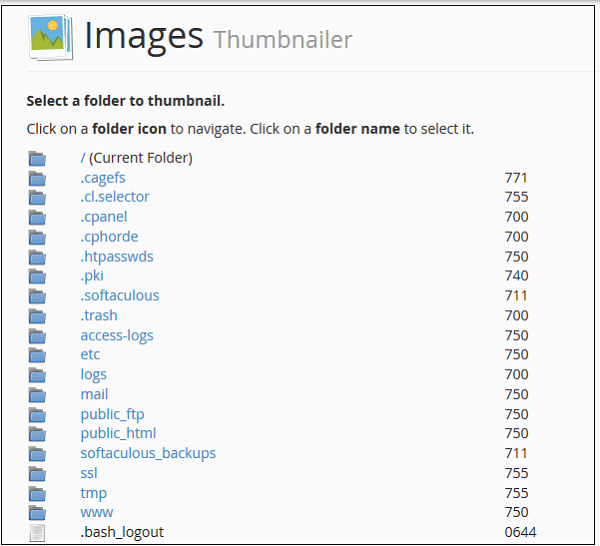 Images Thumbnailer
Select a folder to thumbnail.
Click on a folder icon to navigate. Click on a folder name to select it.
/ (Current Folder)
.cagefs 771
.cl.selector 755
.cpanel 700
.cphorde 700
.htpasswds 750
.pki 740
.softaculous 711
.trash 700
access-logs 750
etc 750
logs 700
mail 750
public_ftp 750
public_html 750
softaculous_backups 711
ssl 755
tmp 755
www 750
.bash_logout 0644